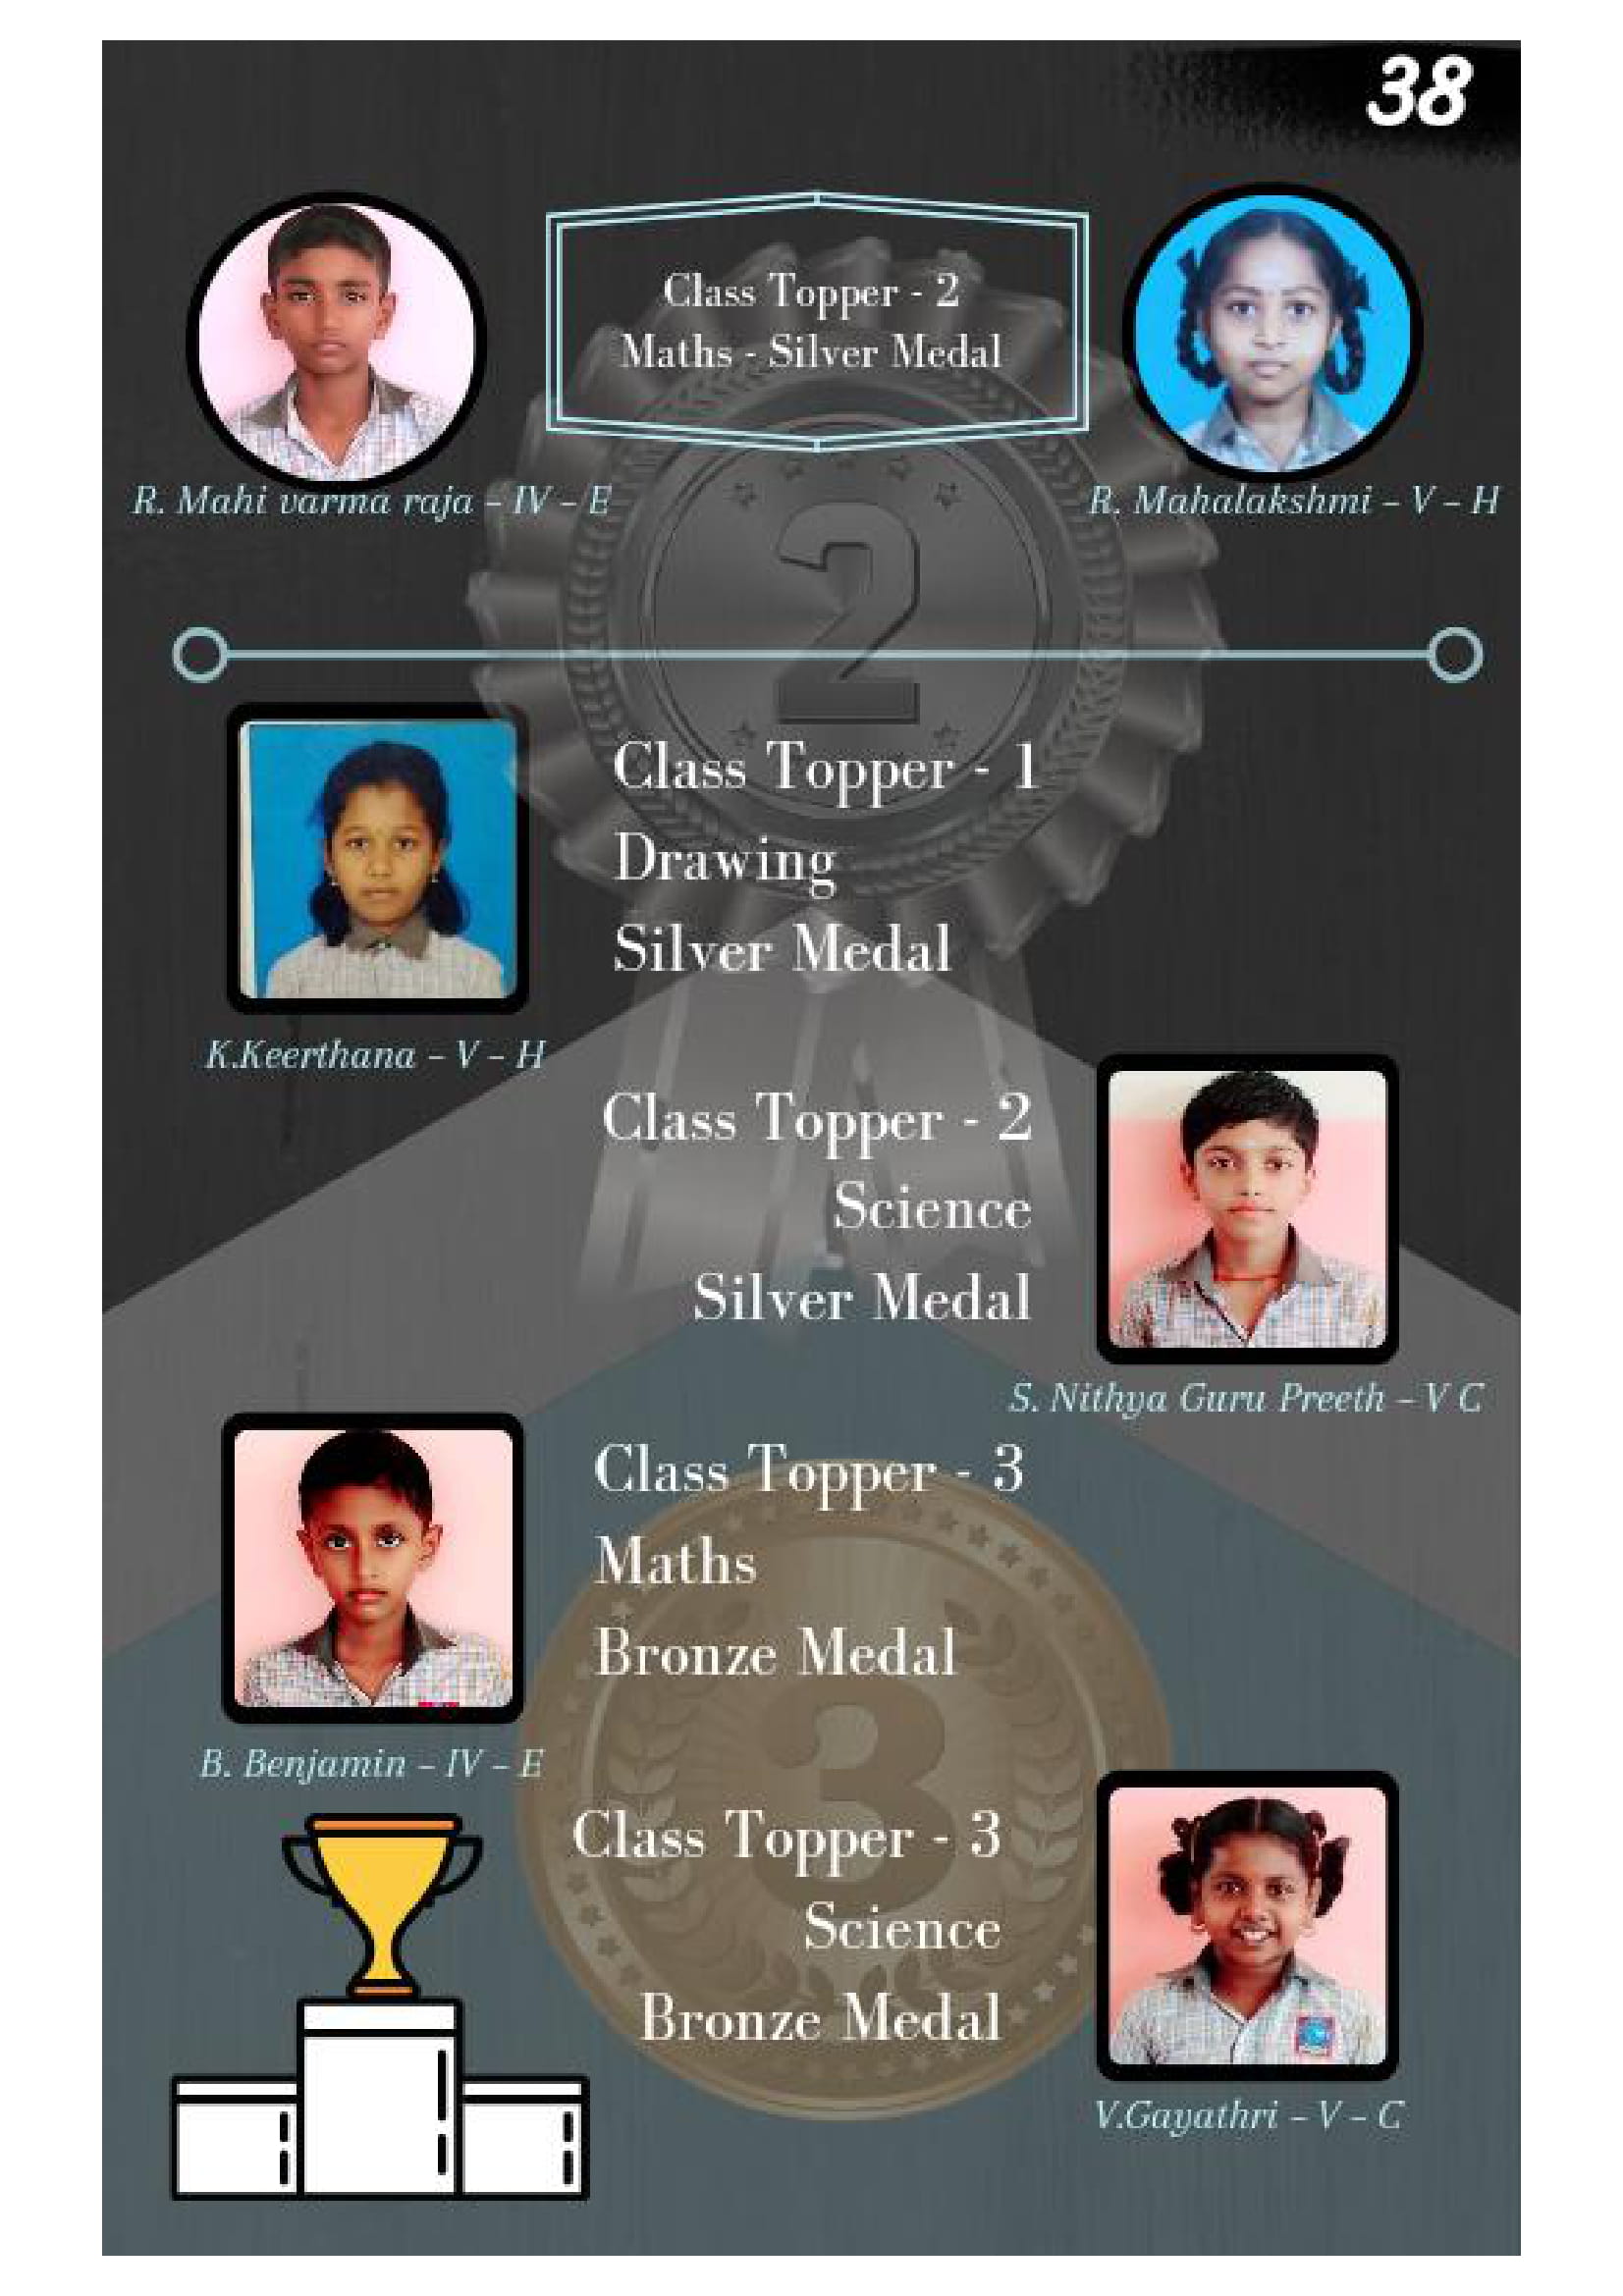 38
Class Topper - 2
Maths - Silver Medal
R. Mahi varma raja – IV – E
R. Mahalakshmi – V – H
2
Class Topper - 1
Drawing
Silver Medal
K.Keerthana – V – H
Class Topper - 2
Science
Silver Medal
S. Nithya Guru Preeth – V C
Class Topper - 3
Maths
Bronze Medal
3
B. Benjamin – IV – E
Class Topper - 3
Science
Bronze Medal
V.Gayathri – V – C